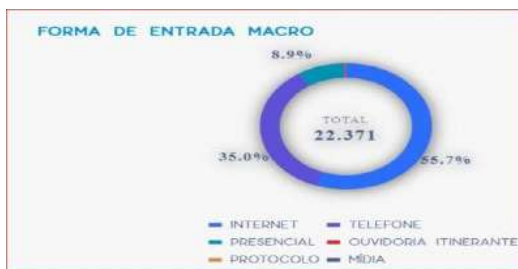 FORMA DE ENTRADA MACRO
8.9%
TOTAL
22.371
35.0%
55.7%
INTERNET TELEFONE
PRESENCIAL OUVIDORIA ITINERANTE
PROTOCOLO MÍDIA